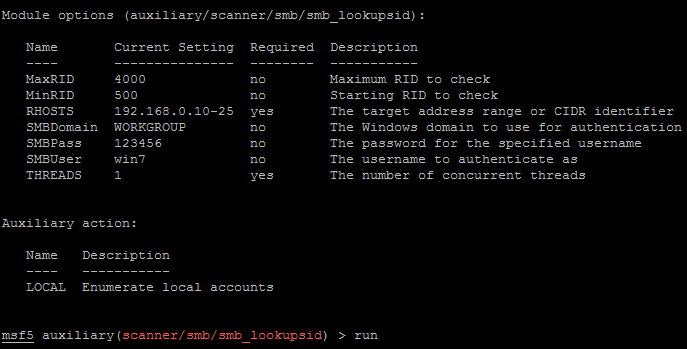 Module options (auxiliary/scanner/smb/smb_lookupsid):
Name Current Setting Required Description
---- --------------- -------- -----------
MaxRID 4000 no Maximum RID to check
MinRID 500 no Starting RID to check
RHOSTS 192.168.0.10-25 yes The target address range or CIDR identifier
SMBDomain WORKGROUP no The Windows domain to use for authentication
SMBPass 123456 no The password for the specified username
SMBUser win7 no The username to authenticate as
THREADS 1 yes The number of concurrent threads
Auxiliary action:
Name Description
---- -----------
LOCAL Enumerate local accounts
msf5 auxiliary(scanner/smb/smb_lookupsid) > run